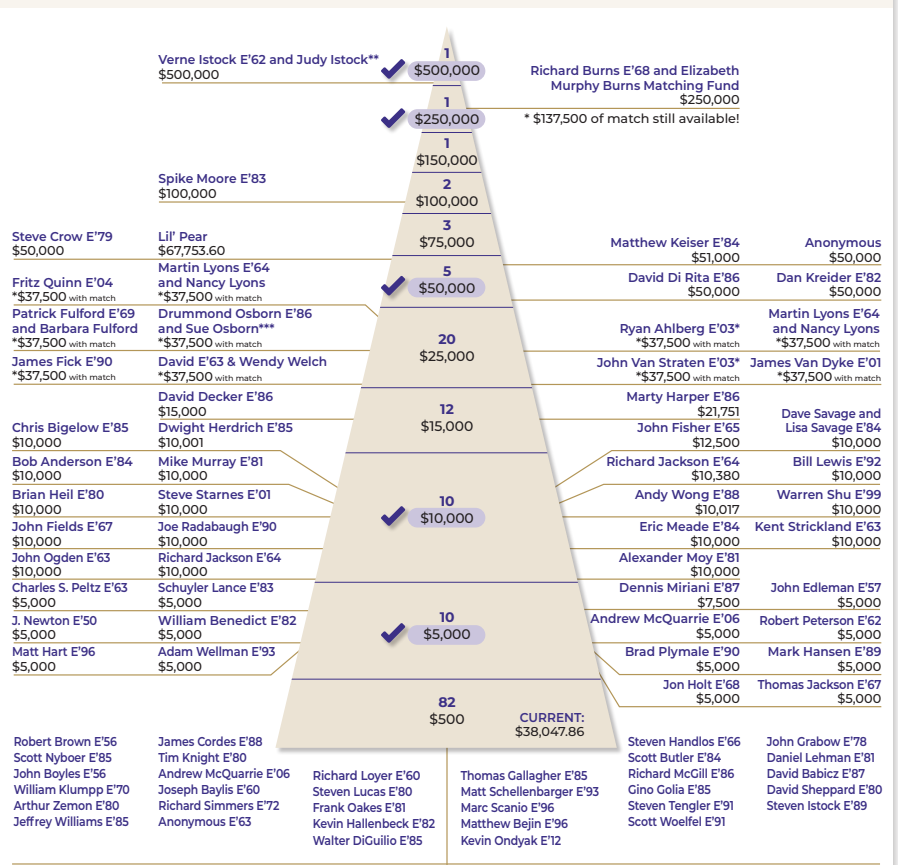 Verne Istock E’62 and Judy Istock**
$500,000
1
$500,000
Richard Burns E’68 and Elizabeth
Murphy Burns Matching Fund
$250,000
* $137,500 of match still available!
1
$250,000
1
$150,000
Spike Moore E’83
$100,000
2
$100,000
3
$75,000
Steve Crow E’79
$50,000
Lil’ Pear
$67,753.60
Matthew Keiser E’84
$51,000
Anonymous
$50,000
Fritz Quinn E’04
*$37,500 with match
Martin Lyons E’64
and Nancy Lyons
*$37,500 with match
5
$50,000
David Di Rita E’86
$50,000
Dan Kreider E’82
$50,000
Patrick Fulford E’69
and Barbara Fulford
*$37,500 with match
Drummond Osborn E’86
and Sue Osborn***
*$37,500 with match
20
$25,000
Ryan Ahlberg E’03*
*$37,500 with match
Martin Lyons E’64
and Nancy Lyons
*$37,500 with match
James Fick E’90
*$37,500 with match
David E’63 & Wendy Welch
*$37,500 with match
John Van Straten E’03*
*$37,500 with match
James Van Dyke E’01
*$37,500 with match
David Decker E’86
$15,000
12
$15,000
Marty Harper E’86
$21,751
Chris Bigelow E’85
$10,000
Dwight Herdrich E’85
$10,001
John Fisher E’65
$12,500
Dave Savage and
Lisa Savage E’84
$10,000
Bob Anderson E’84
$10,000
Mike Murray E’81
$10,000
Richard Jackson E’64
$10,380
Bill Lewis E’92
$10,000
Brian Heil E’80
$10,000
Steve Starnes E’01
$10,000
10
$10,000
Andy Wong E’88
$10,017
Warren Shu E’99
$10,000
John Fields E’67
$10,000
Joe Radabaugh E’90
$10,000
Eric Meade E’84
$10,000
Kent Strickland E’63
$10,000
John Ogden E’63
$10,000
Richard Jackson E’64
$10,000
Alexander Moy E’81
$10,000
Charles S. Peltz E’63
$5,000
Schuyler Lance E’83
$5,000
Dennis Miriani E’87
$7,500
John Edleman E’57
$5,000
J. Newton E’50
$5,000
William Benedict E’82
$5,000
10
$5,000
Andrew McQuarrie E’06
$5,000
Robert Peterson E’62
$5,000
Matt Hart E’96
$5,000
Adam Wellman E’93
$5,000
Brad Plymale E’90
$5,000
Mark Hansen E’89
$5,000
Jon Holt E’68
$5,000
Thomas Jackson E’67
$5,000
82
$500
CURRENT:
$38,047.86
Robert Brown E’56
Scott Nyboer E’85
John Boyles E’56
William Klumpp E’70
Arthur Zemon E’80
Jeffrey Williams E’85
James Cordes E’88
Tim Knight E’80
Andrew McQuarrie E’06
Joseph Baylis E’60
Richard Simmers E’72
Anonymous E’63
Richard Loyer E’60
Steven Lucas E’80
Frank Oakes E’81
Kevin Hallenbeck E’82
Walter DiGuilio E’85
Thomas Gallagher E’85
Matt Schellenbarger E’93
Marc Scanio E’96
Matthew Bejin E’96
Kevin Ondyak E’12
Steven Handlos E’66
Scott Butler E’84
Richard McGill E’86
Gino Golia E’85
Steven Tengler E’91
Scott Woelfel E’91
John Grabow E’78
Daniel Lehman E’81
David Babicz E’87
David Sheppard E’80
Steven Istock E’89